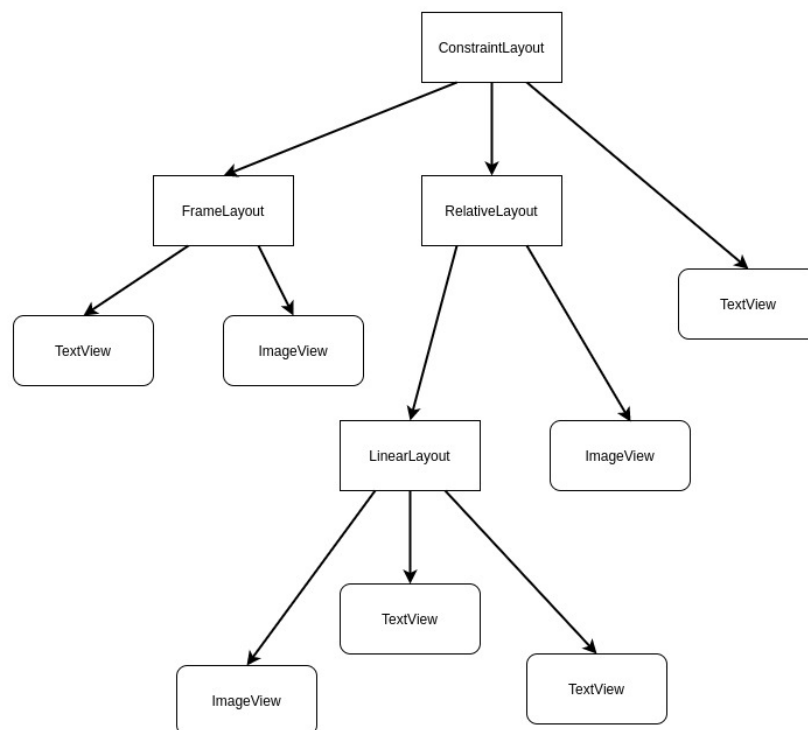 ConstraintLayout
FrameLayout
RelativeLayout
TextView
TextView
ImageView
LinearLayout
ImageView
TextView
ImageView
TextView